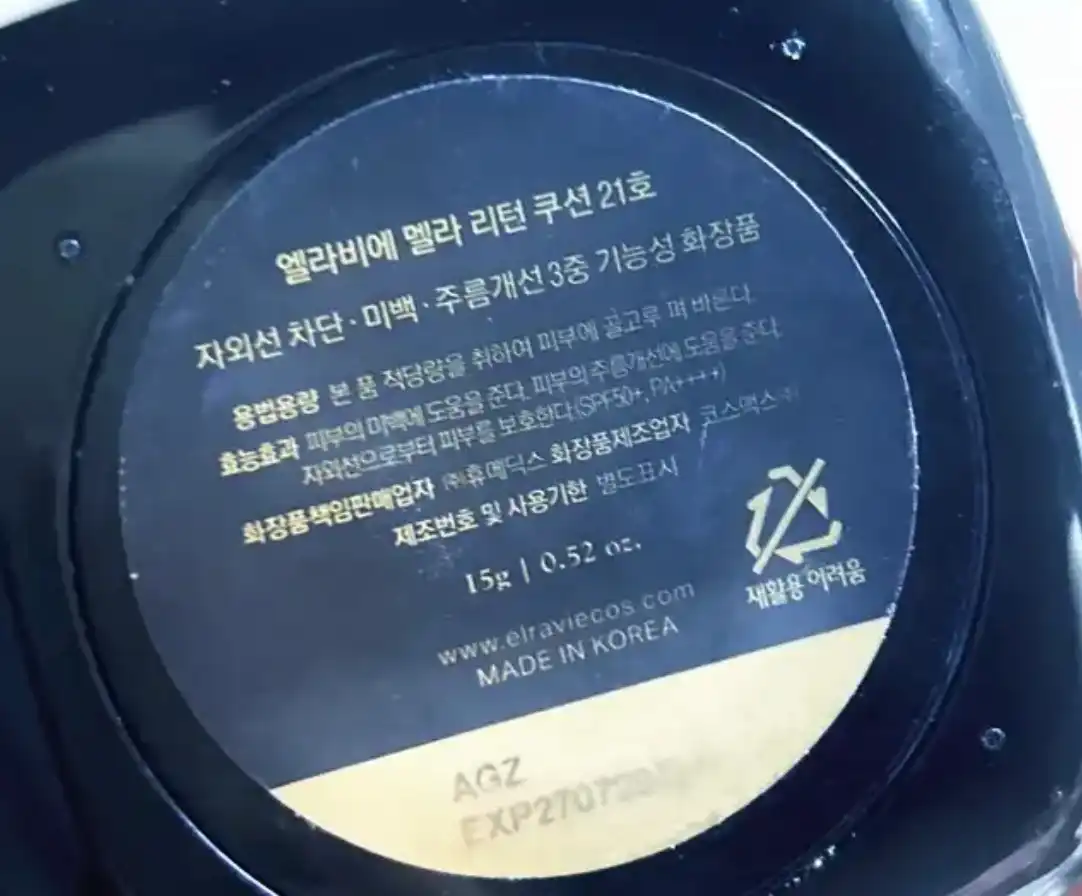 엘라비에 멜라 리턴 쿠션 21호
자외선 차단·미백·주름개선 3중 기능성 화장품
용법용량 본 품 적당량을 취하여 피부에 골고루 펴 바른다.
효능효과 피부의 미백에 도움을 준다. 피부의 주름개선에 도움을 준다.
자외선으로부터 피부를 보호한다.(SPF50+, PA++++)
화장품책임판매업자 ㈜휴메딕스 화장품제조업자 코스맥스㈜
제조번호 및 사용기한 별도표시
15g | 0.52 oz.
재활용 어려움
www.elraviecos.com
MADE IN KOREA
AGZ